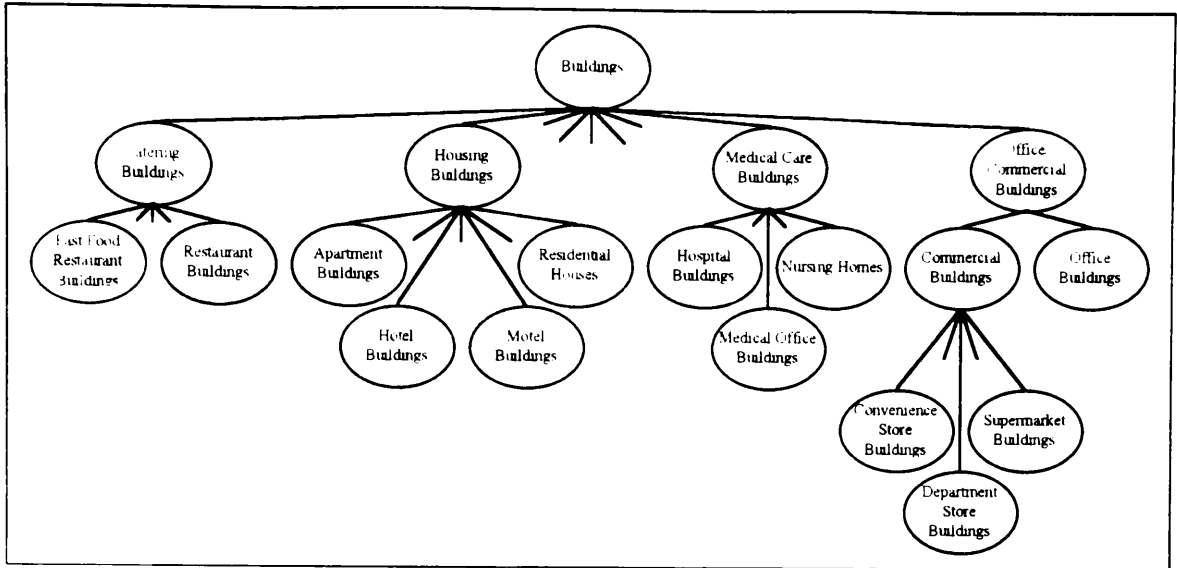 Buildings
Catering
Buildings
Housing
Buildings
Medical Care
Buildings
Office
Commercial
Buildings
Fast Food
Restaurant
Buildings
Restaurant
Buildings
Apartment
Buildings
Residential
Houses
Hospital
Buildings
Nursing Homes
Commercial
Buildings
Office
Buildings
Hotel
Buildings
Motel
Buildings
Medical Office
Buildings
Convenience
Store
Buildings
Supermarket
Buildings
Department
Store
Buildings